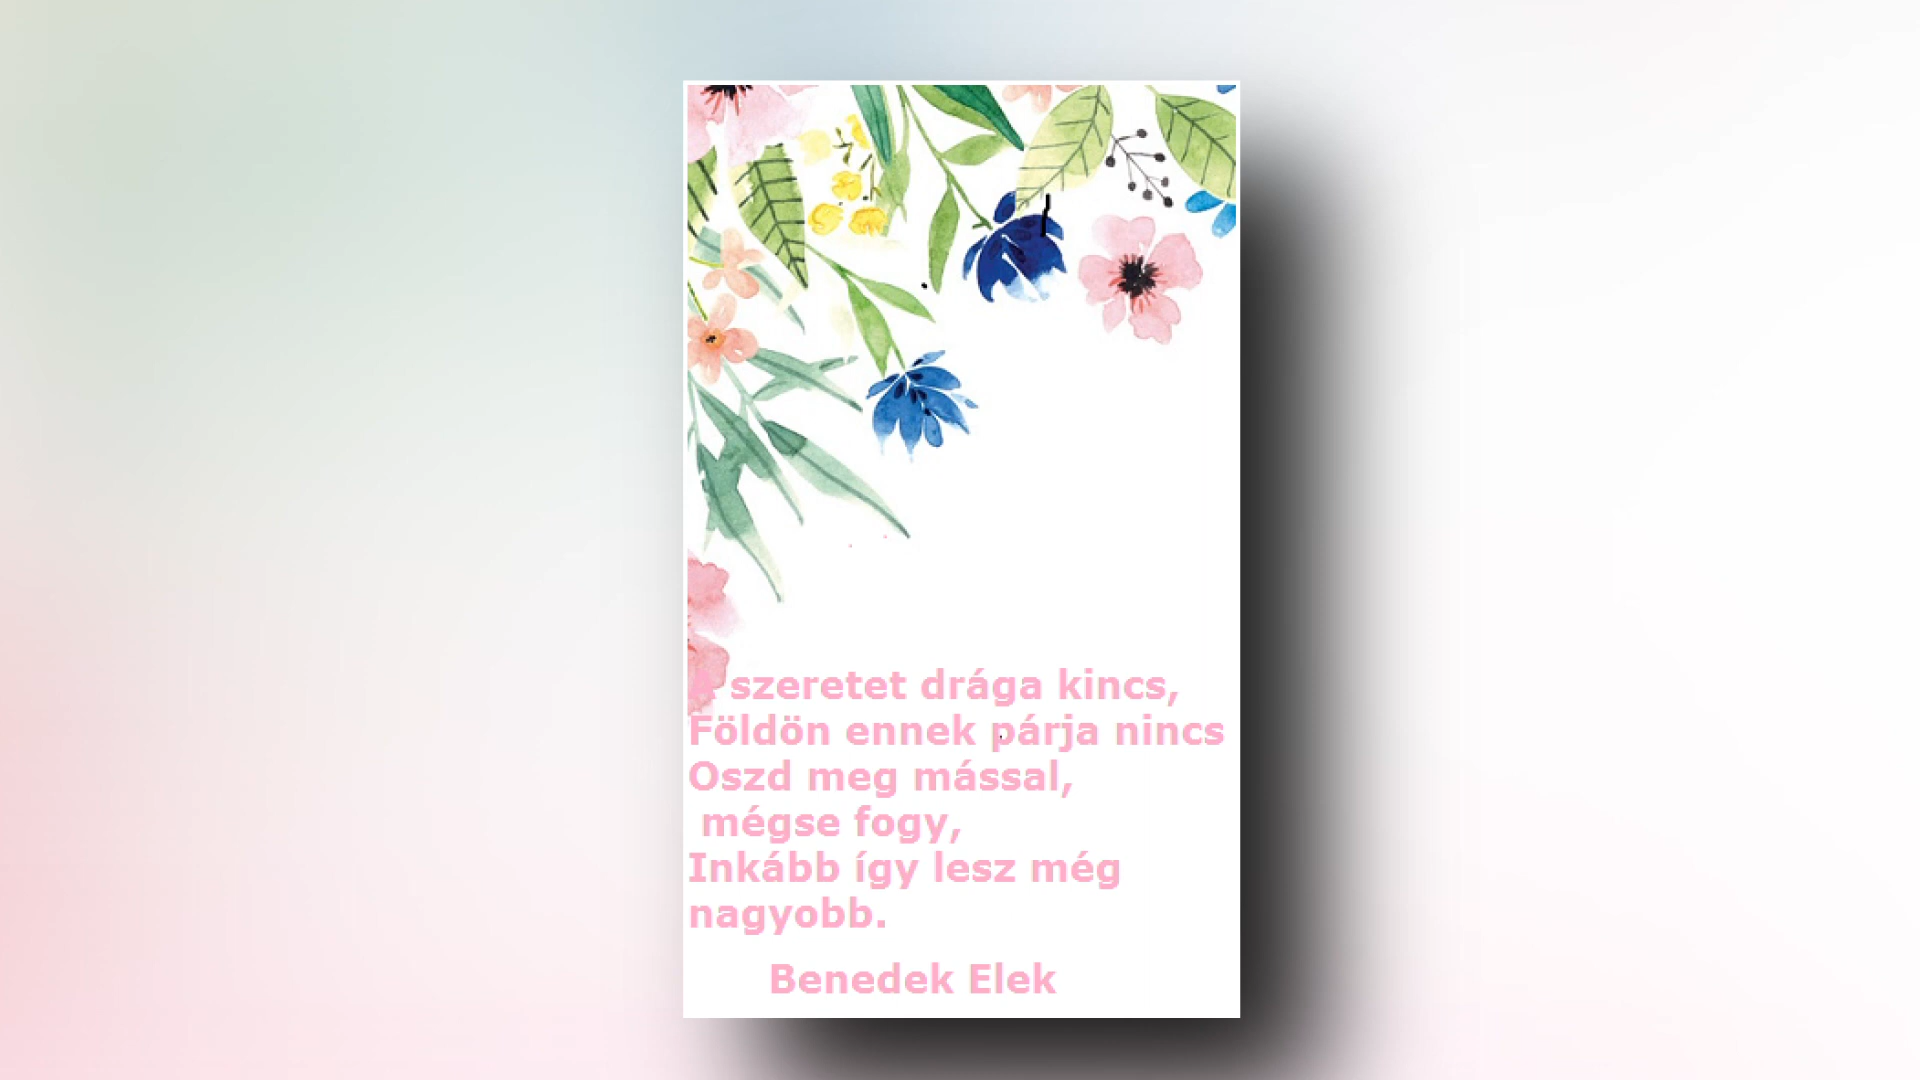 A szeretet drága kincs,
Földön ennek párja nincs
Oszd meg mással,
mégse fogy,
Inkább így lesz még
nagyobb.
Benedek Elek